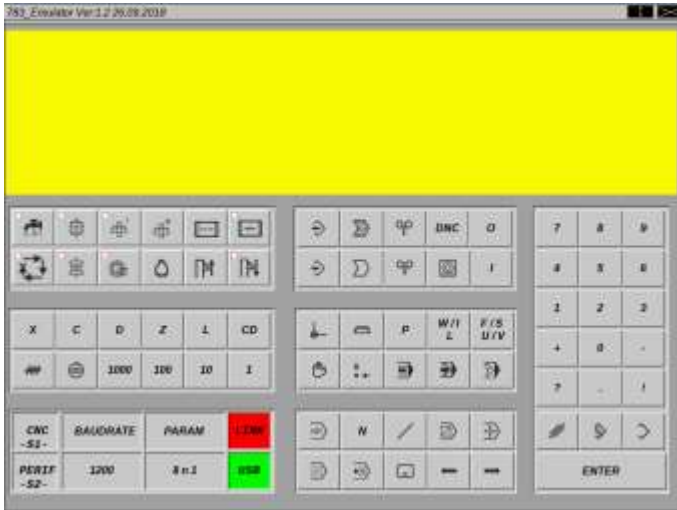 783_Emulator Ver:1.2 26.09.2018
DNC O
I
X C D Z L CD
1000 100 10 1
P W/I L F/S U/V
CNC -S1- BAUDRATE PARAM LINK
PERIF -S2- 1200 8 n 1 USB
N
7 8 9
4 5 6
1 2 3
+ 0 -
? . !
ENTER